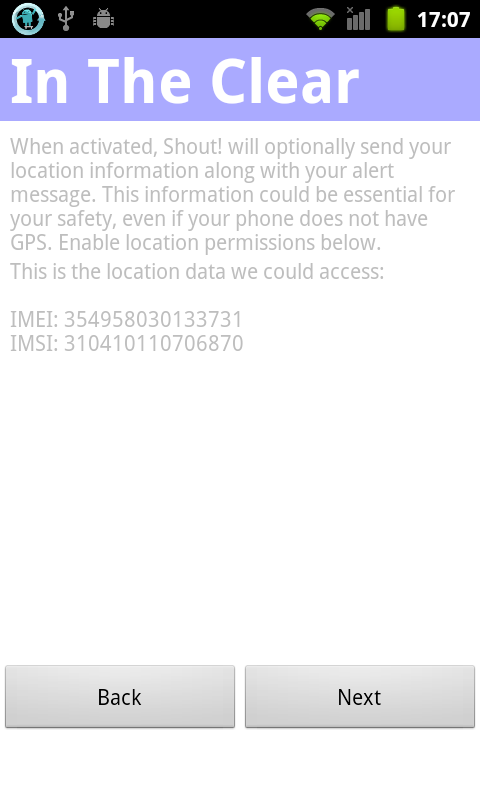 17:07
In The Clear
When activated, Shout! will optionally send your
location information along with your alert
message. This information could be essential for
your safety, even if your phone does not have
GPS. Enable location permissions below.
This is the location data we could access:
IMEI: 354958030133731
IMSI: 310410110706870
Back
Next